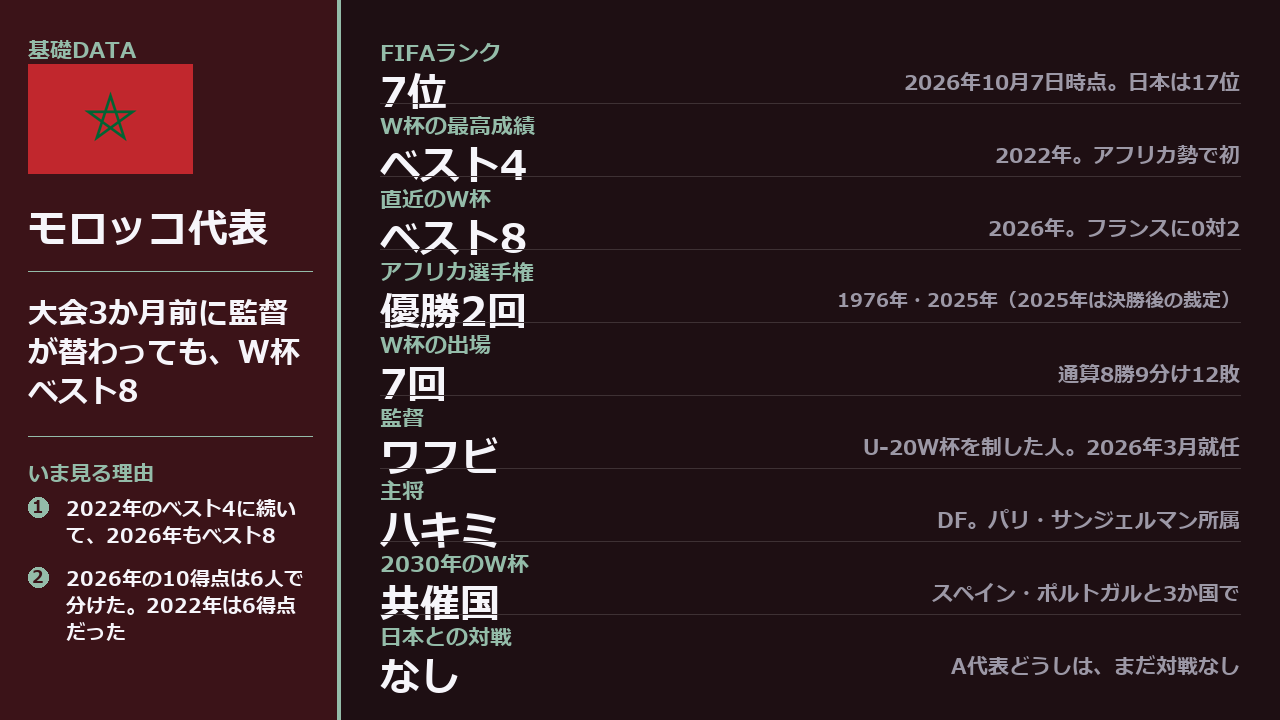 基礎DATA
モロッコ代表
大会3か月前に監督
が替わっても、W杯
ベスト8
いま見る理由
1 2022年のベスト4に続い
て、2026年もベスト8
2 2026年の10得点は6人で
分けた。2022年は6得点
だった
FIFAランク
7位 2026年10月7日時点。日本は17位
W杯の最高成績
ベスト4 2022年。アフリカ勢で初
直近のW杯
ベスト8 2026年。フランスに0対2
アフリカ選手権
優勝2回 1976年・2025年（2025年は決勝後の裁定）
W杯の出場
7回 通算8勝9分け12敗
監督
ワフビ U-20W杯を制した人。2026年3月就任
主将
ハキミ DF。パリ・サンジェルマン所属
2030年のW杯
共催国 スペイン・ポルトガルと3か国で
日本との対戦
なし A代表どうしは、まだ対戦なし